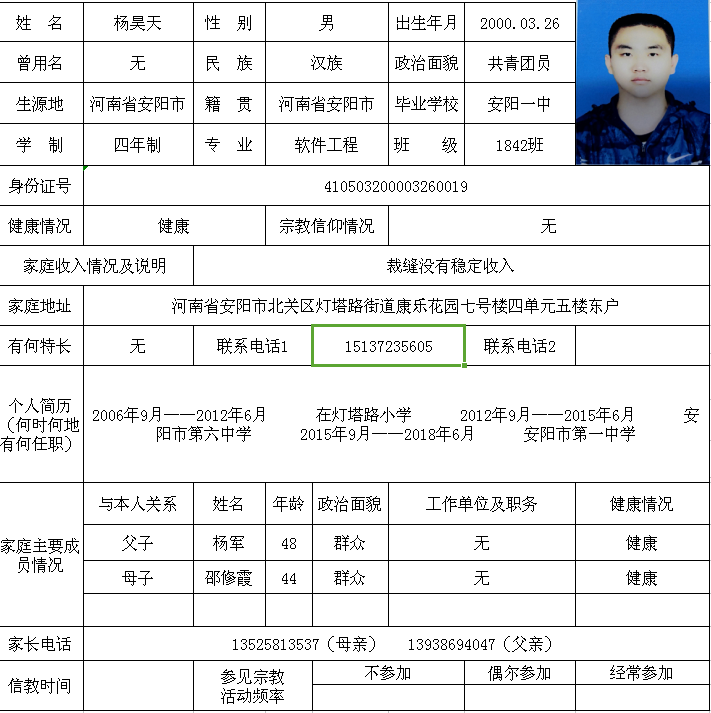 姓 名 杨昊天 性 别 男 出生年月 2000.03.26
曾用名 无 民 族 汉族 政治面貌 共青团员
生源地 河南省安阳市 籍 贯 河南省安阳市 毕业学校 安阳一中
学 制 四年制 专 业 软件工程 班 级 1842班
身份证号 410503200003260019
健康情况 健康 宗教信仰情况 无
家庭收入情况及说明 裁缝没有稳定收入
家庭地址 河南省安阳市北关区灯塔路街道康乐花园七号楼四单元五楼东户
有何特长 无 联系电话1 15137235605 联系电话2
个人简历
（何时何地
有何任职）
2006年9月——2012年6月 在灯塔路小学 2012年9月——2015年6月 安
阳市第六中学 2015年9月——2018年6月 安阳市第一中学
家庭主要成
员情况
与本人关系 姓名 年龄 政治面貌 工作单位及职务 健康情况
父子 杨军 48 群众 无 健康
母子 邵修霞 44 群众 无 健康
家长电话 13525813537（母亲） 13938694047（父亲）
信教时间
参见宗教
活动频率
不参加 偶尔参加 经常参加